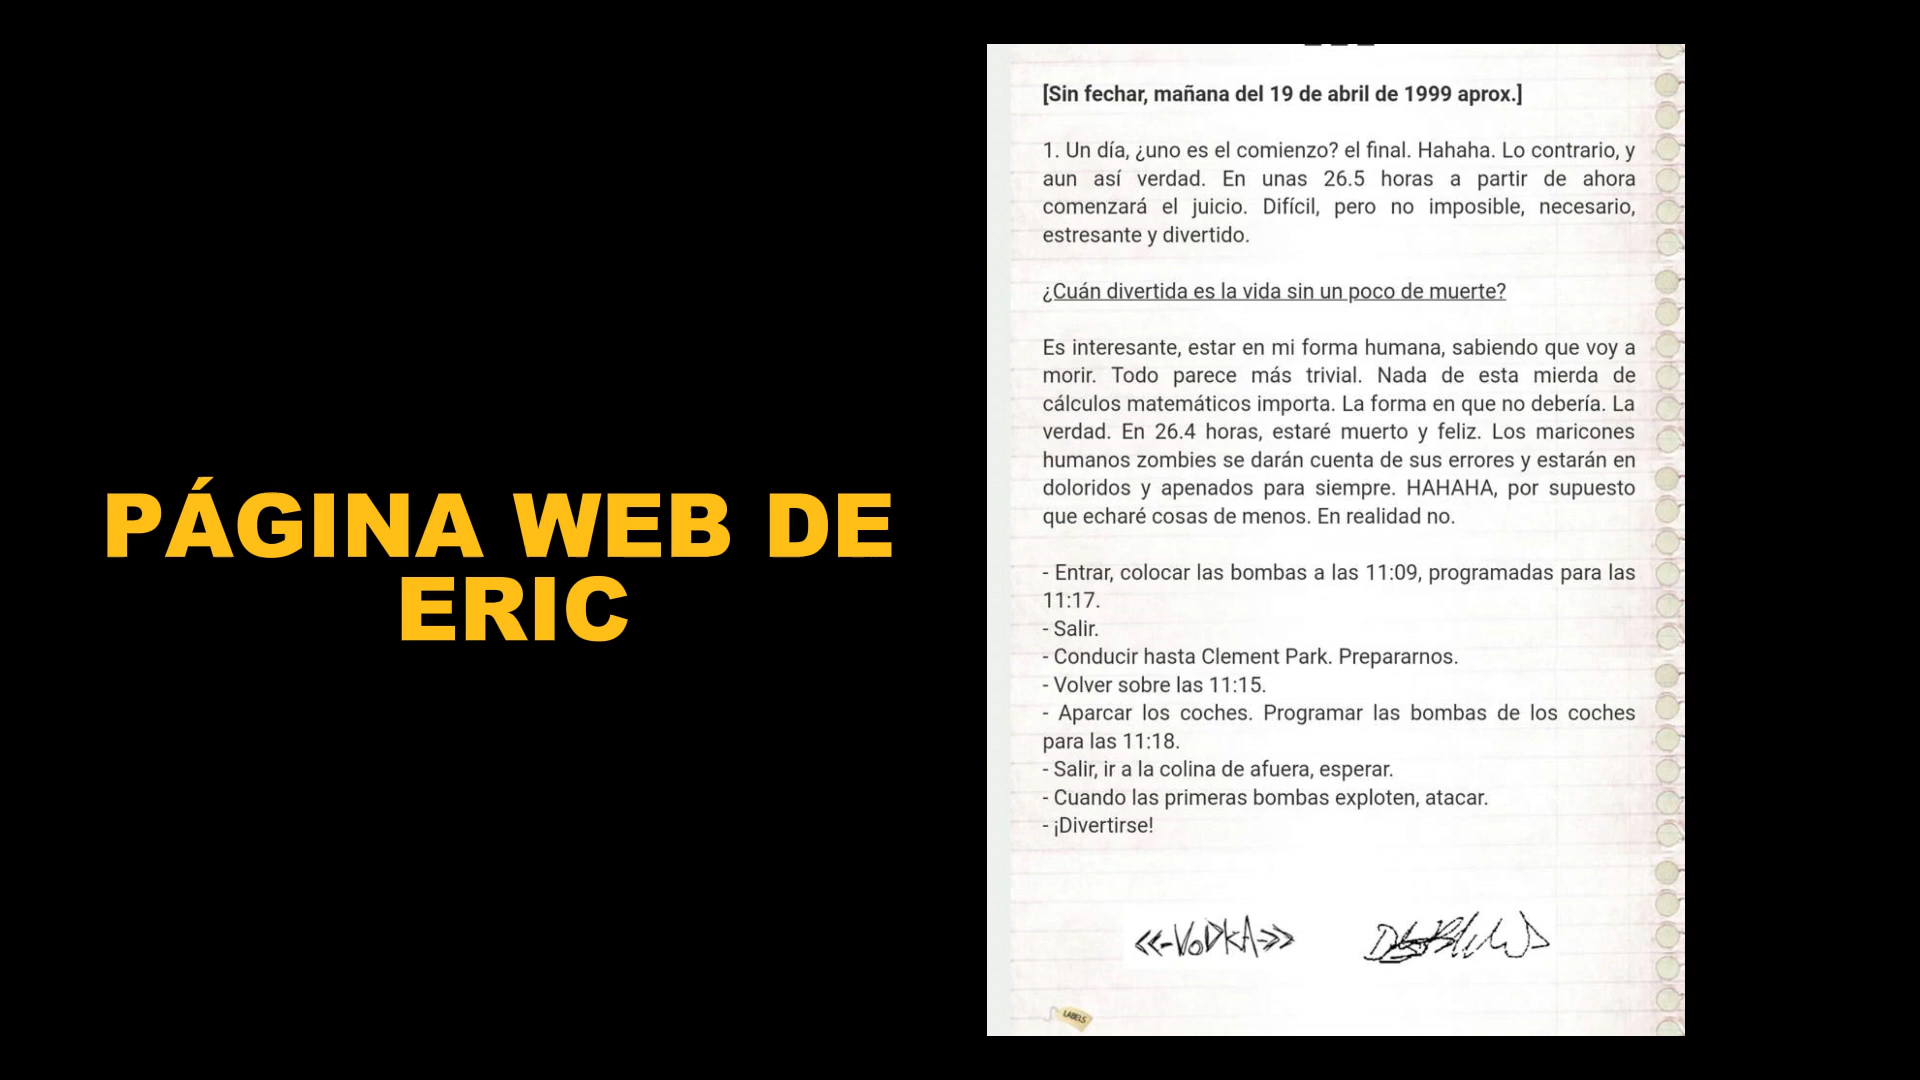 PÁGINA WEB DE
ERIC
[Sin fechar, mañana del 19 de abril de 1999 aprox.]
1. Un día, ¿uno es el comienzo? el final. Hahaha. Lo contrario, y
aun así verdad. En unas 26.5 horas a partir de ahora
comenzará el juicio. Difícil, pero no imposible, necesario,
estresante y divertido.
¿Cuán divertida es la vida sin un poco de muerte?
Es interesante, estar en mi forma humana, sabiendo que voy a
morir. Todo parece más trivial. Nada de esta mierda de
cálculos matemáticos importa. La forma en que no debería. La
verdad. En 26.4 horas, estaré muerto y feliz. Los maricones
humanos zombies se darán cuenta de sus errores y estarán en
doloridos y apenados para siempre. HAHAHA, por supuesto
que echaré cosas de menos. En realidad no.
- Entrar, colocar las bombas a las 11:09, programadas para las
11:17.
- Salir.
- Conducir hasta Clement Park. Prepararnos.
- Volver sobre las 11:15.
- Aparcar los coches. Programar las bombas de los coches
para las 11:18.
- Salir, ir a la colina de afuera, esperar.
- Cuando las primeras bombas exploten, atacar.
- ¡Divertirse!
<<-VoDKA->>
LABELS